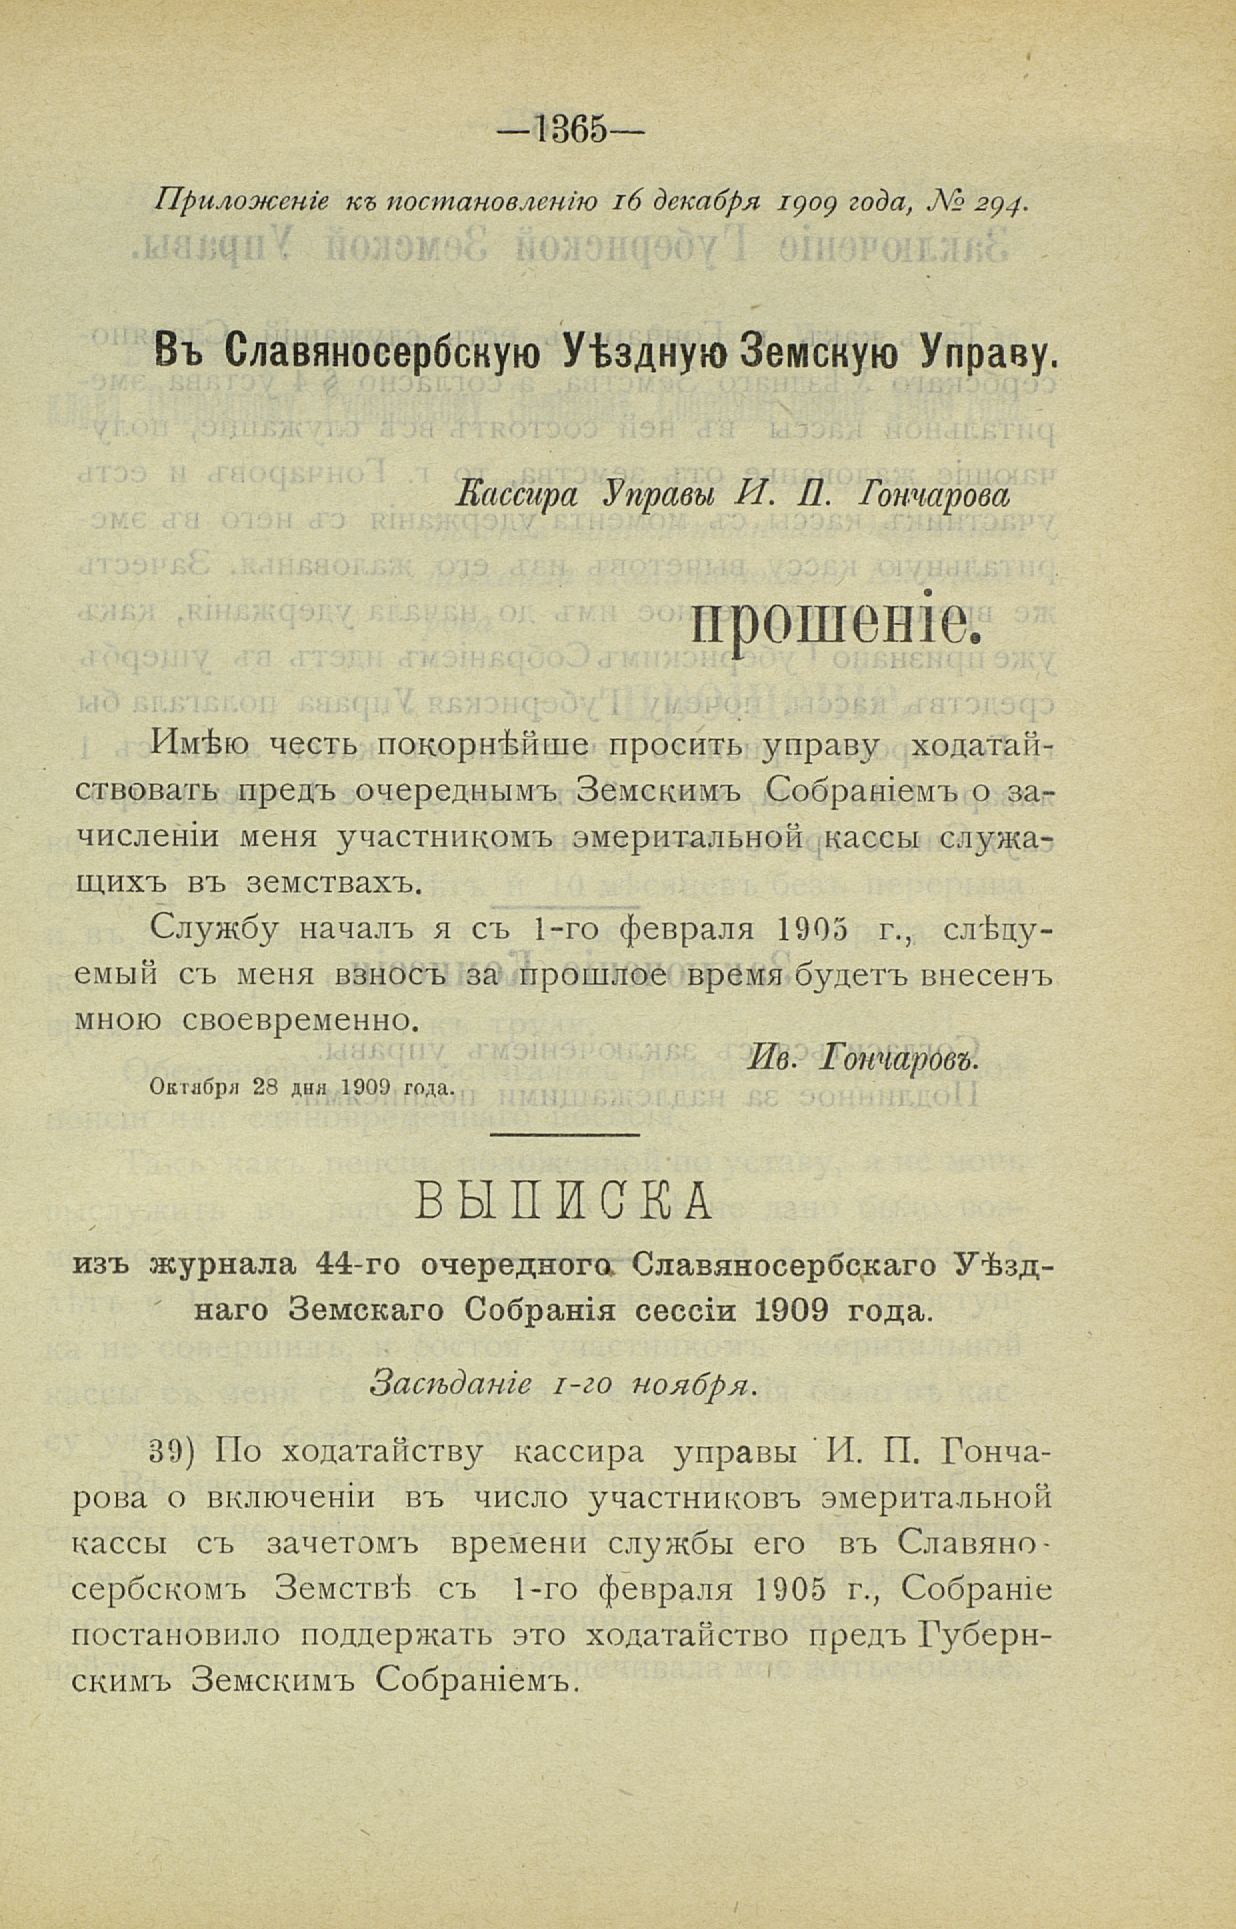 —1365—
Приложеніе къ постановленію 16 декабря 1909 года, № 294.
Въ Славяносербскую Уѣздную Земскую Управу.
Кассира Управы И. П. Гончарова
прошеніе.
Имѣю честь покорнѣйше просить управу ходатай-
ствовать предъ очереднымъ Земскимъ Собраніемъ о за-
численіи меня участникомъ эмеритальной кассы служа-
щихъ въ земствахъ.
Службу началъ я съ 1-го февраля 1905 г., слѣду-
емый съ меня взносъ за прошлое время будетъ внесенъ
мною своевременно.
Ив. Гончаровъ.
Октября 28 дня 1909 года.
ВЫПИСКА
изъ журнала 44-го очередного Славяносербскаго Уѣзд-
наго Земскаго Собранія сессіи 1909 года.
Засѣданіе 1-го ноября.
39) По ходатайству кассира управы И. П. Гонча-
рова о включеніи въ число участниковъ эмеритальной
кассы съ зачетомъ времени службы его въ Славяно-
сербскомъ Земствѣ съ 1-го февраля 1905 г., Собраніе
постановило поддержать это ходатайство предъ Губерн-
скимъ Земскимъ Собраніемъ.